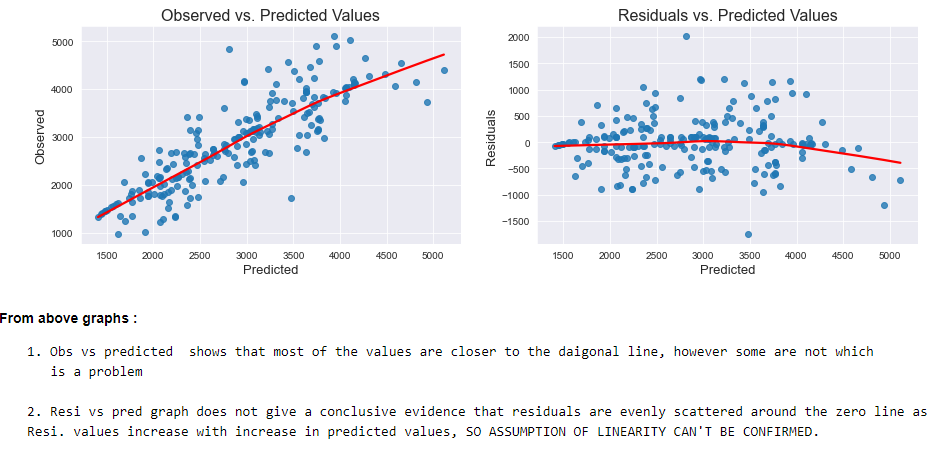 Observed vs. Predicted Values
5000
4000
3000
2000
1000
Observed
1500 2000 2500 3000 3500 4000 4500 5000
Predicted
Residuals vs. Predicted Values
2000
1500
1000
500
0
−500
−1000
−1500
Residuals
1500 2000 2500 3000 3500 4000 4500 5000
Predicted
From above graphs :
1. Obs vs predicted  shows that most of the values are closer to the daigonal line, however some are not which
is a problem
2. Resi vs pred graph does not give a conclusive evidence that residuals are evenly scattered around the zero line as
Resi. values increase with increase in predicted values, SO ASSUMPTION OF LINEARITY CAN'T BE CONFIRMED.